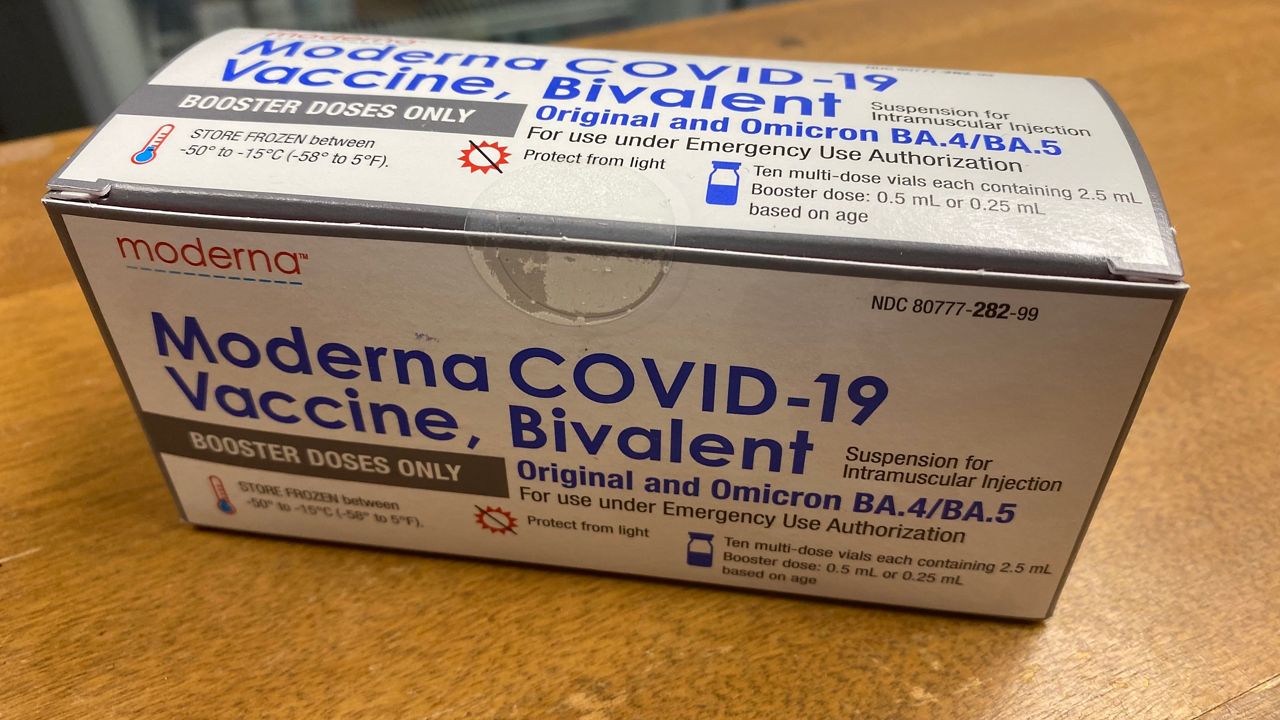 moderna
Moderna COVID-19
Vaccine, Bivalent
BOOSTER DOSES ONLY
Original and Omicron BA.4/BA.5
Suspension for
Intramuscular Injection
For use under Emergency Use Authorization
STORE FROZEN between
-50° to -15°C (-58° to 5°F).
Protect from light
Ten multi-dose vials each containing 2.5 mL
Booster dose: 0.5 mL or 0.25 mL
based on age
moderna™
NDC 80777-282-99
Moderna COVID-19
Vaccine, Bivalent
BOOSTER DOSES ONLY
Original and Omicron BA.4/BA.5
Suspension for
Intramuscular Injection
For use under Emergency Use Authorization
STORE FROZEN between
-50° to -15°C (-58° to 5°F).
Protect from light
Ten multi-dose vials each containing 2.5 mL
Booster dose: 0.5 mL or 0.25 mL
based on age